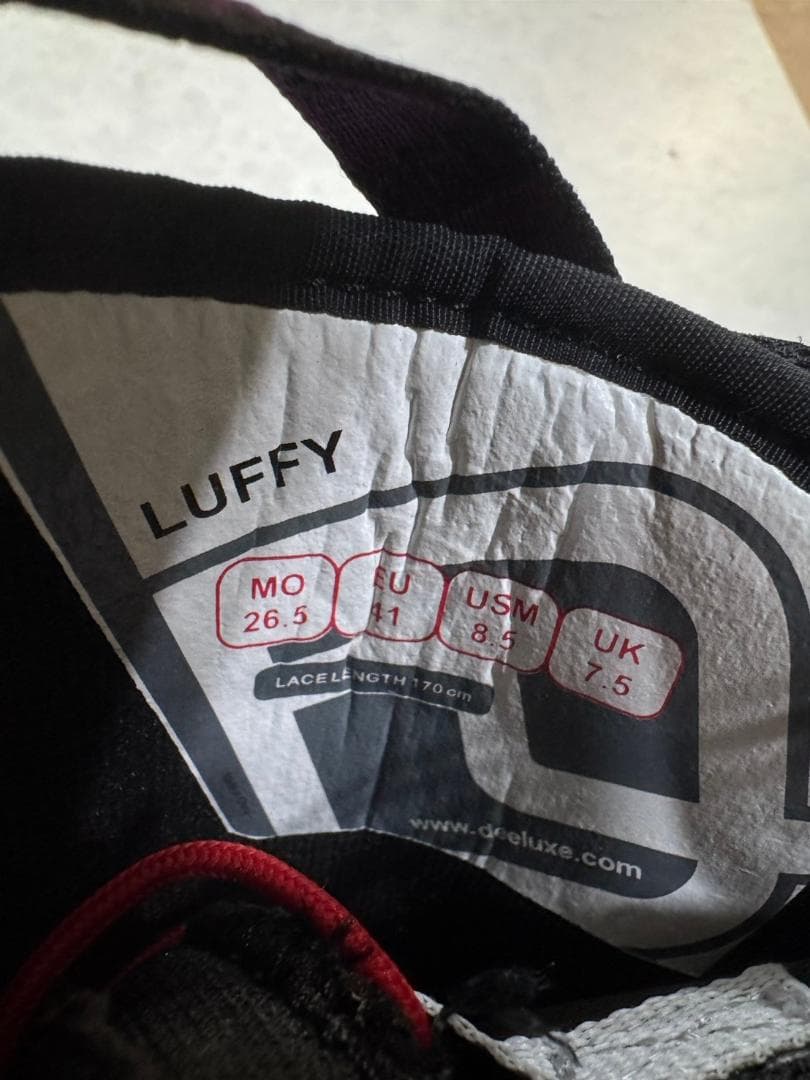 LUFFY
MO EU USM UK
26.5 41 8.5 7.5
LACE LENGTH 170 cm
www.deeluxe.com